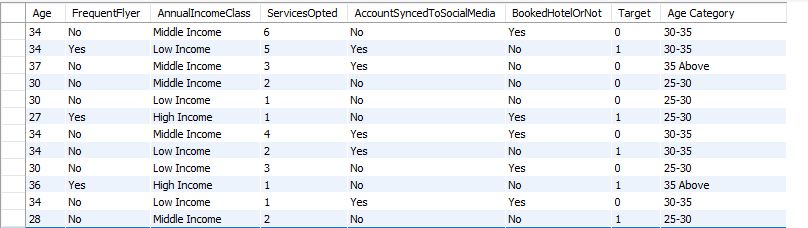 Age FrequentFlyer AnnualIncomeClass ServicesOpted AccountSyncedToSocialMedia BookedHotelOrNot Target Age Category
34 No Middle Income 6 No Yes 0 30-35
34 Yes Low Income 5 Yes No 1 30-35
37 No Middle Income 3 Yes No 0 35 Above
30 No Middle Income 2 No No 0 25-30
30 No Low Income 1 No No 0 25-30
27 Yes High Income 1 No Yes 1 25-30
34 No Middle Income 4 Yes Yes 0 30-35
34 No Low Income 2 Yes No 1 30-35
30 No Low Income 3 No Yes 0 25-30
36 Yes High Income 1 No No 1 35 Above
34 No Low Income 1 Yes Yes 0 30-35
28 No Middle Income 2 No No 1 25-30